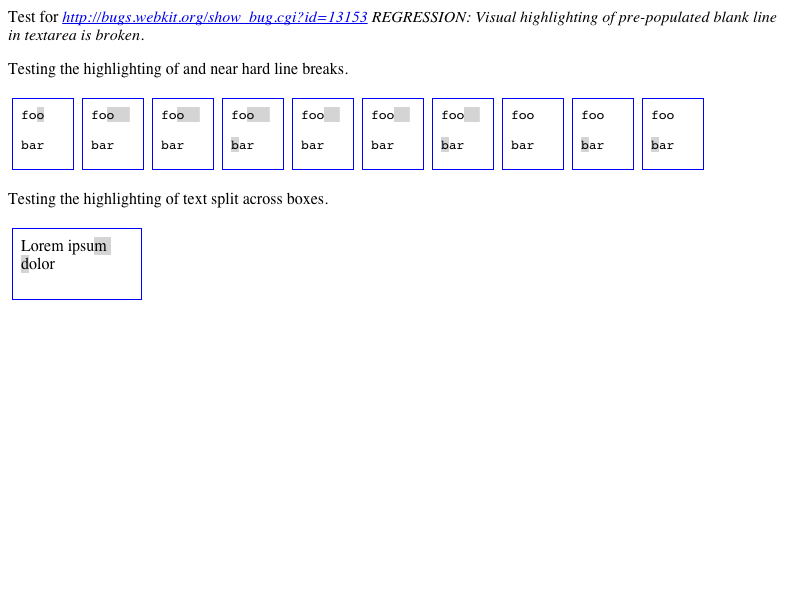 Test for http://bugs.webkit.org/show_bug.cgi?id=13153 REGRESSION: Visual highlighting of pre-populated blank line
in textarea is broken.
Testing the highlighting of and near hard line breaks.
foo foo foo foo foo foo foo foo foo foo
bar bar bar bar bar bar bar bar bar bar
Testing the highlighting of text split across boxes.
Lorem ipsum
dolor